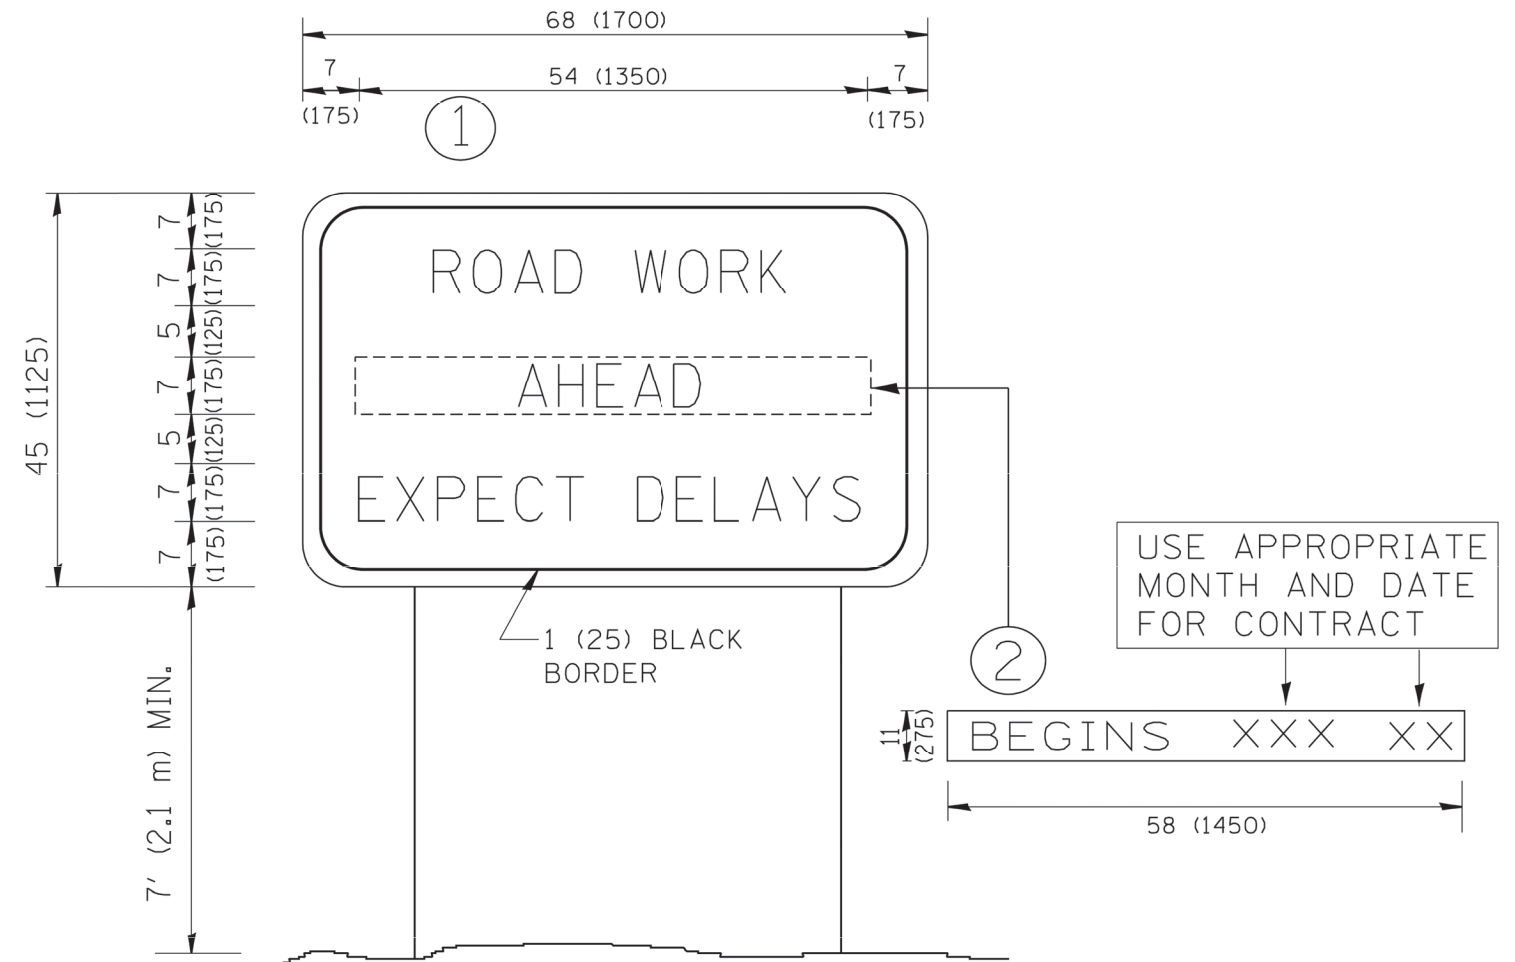 68 (1700)
7
54 (1350)
7
(175)
(175)
1
7
(175)
7
(175)
5
(125)
7
(175)
5
(125)
7
(175)
7
(175)
45 (1125)
ROAD WORK
AHEAD
EXPECT DELAYS
1 (25) BLACK
BORDER
7' (2.1 m) MIN.
2
USE APPROPRIATE
MONTH AND DATE
FOR CONTRACT
11
(275)
BEGINS XXX XX
58 (1450)